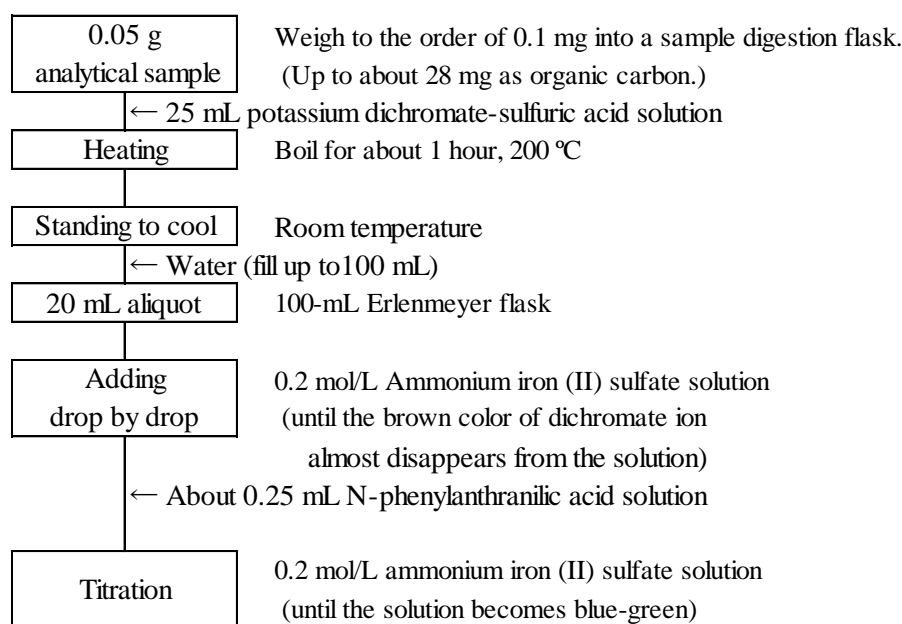 0.05 g
analytical sample
Weigh to the order of 0.1 mg into a sample digestion flask.
(Up to about 28 mg as organic carbon.)
← 25 mL potassium dichromate-sulfuric acid solution
Heating
Boil for about 1 hour, 200 ºC
Standing to cool
Room temperature
← Water (fill up to100 mL)
20 mL aliquot
100-mL Erlenmeyer flask
Adding
drop by drop
0.2 mol/L Ammonium iron (II) sulfate solution
(until the brown color of dichromate ion
almost disappears from the solution)
← About 0.25 mL N-phenylanthranilic acid solution
Titration
0.2 mol/L ammonium iron (II) sulfate solution
(until the solution becomes blue-green)